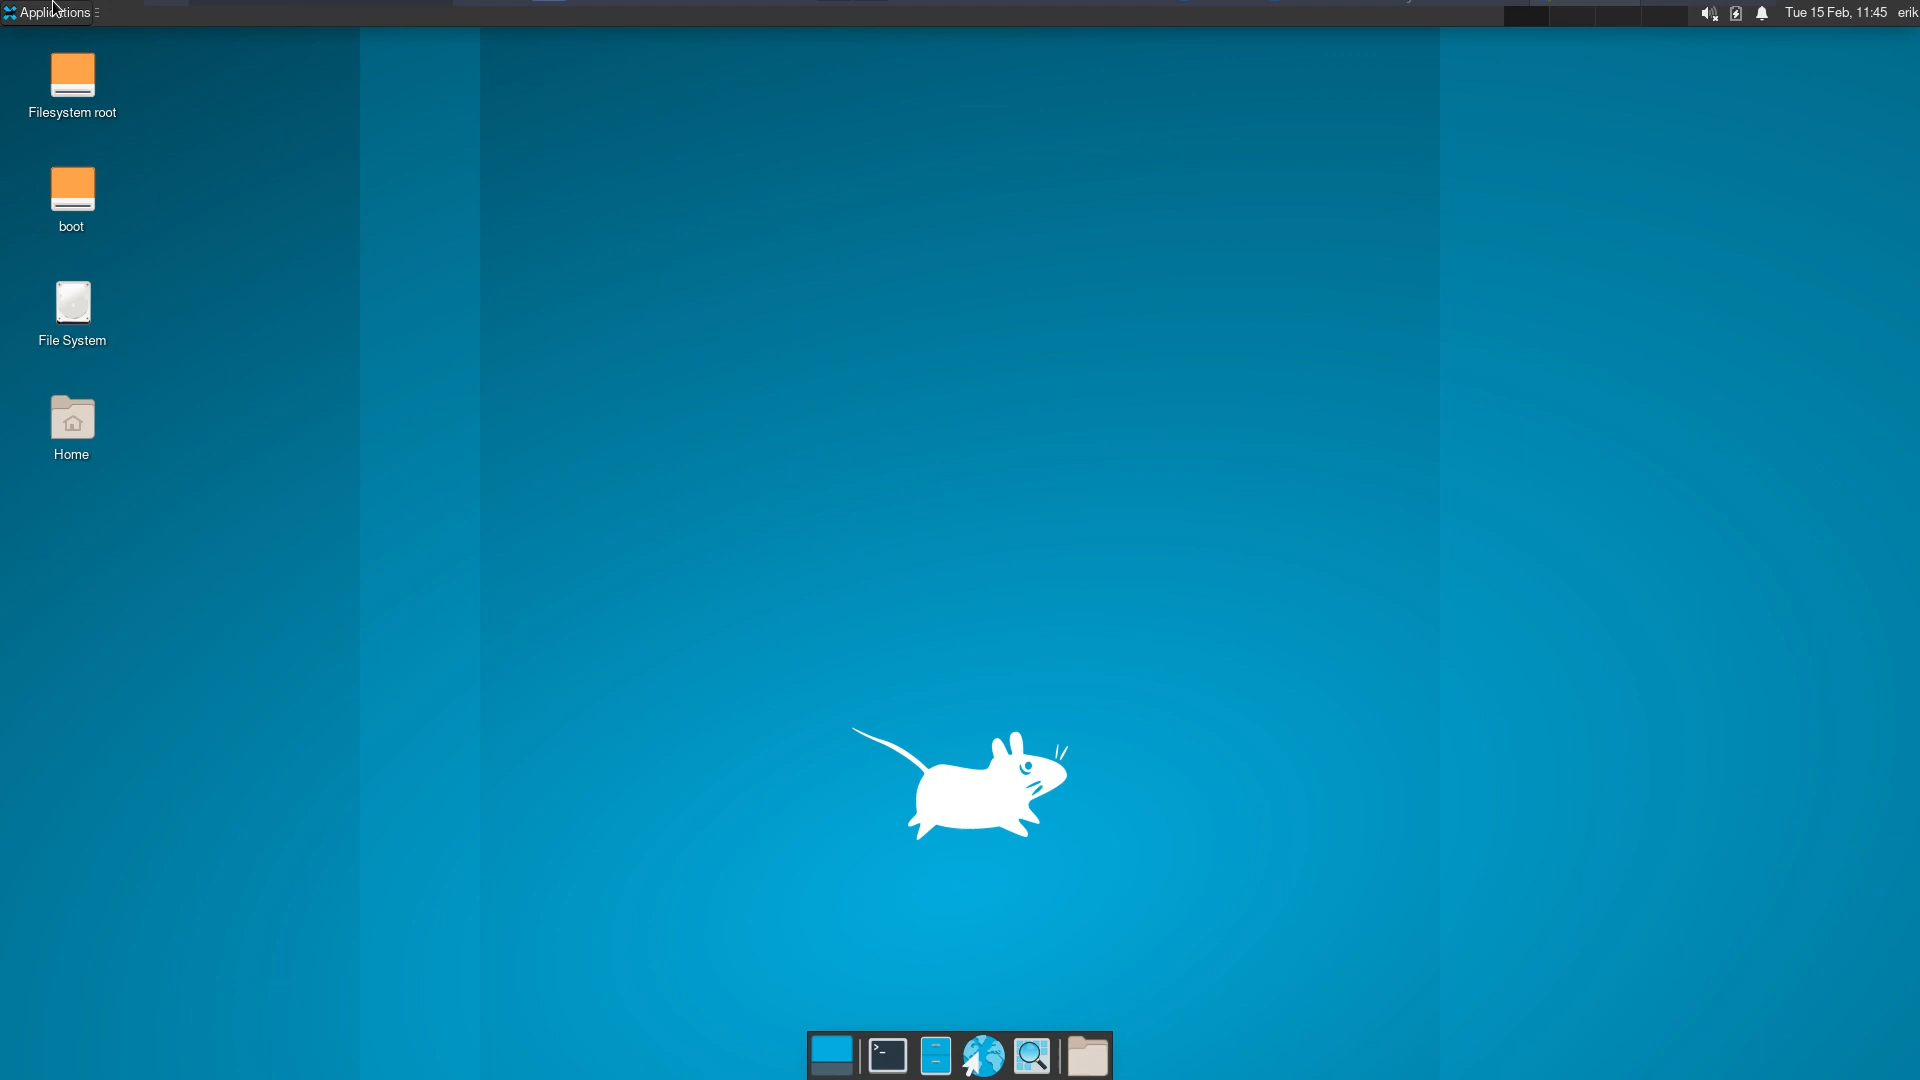 Applications
Tue 15 Feb, 11:45 erik
Filesystem root
boot
File System
Home
>_